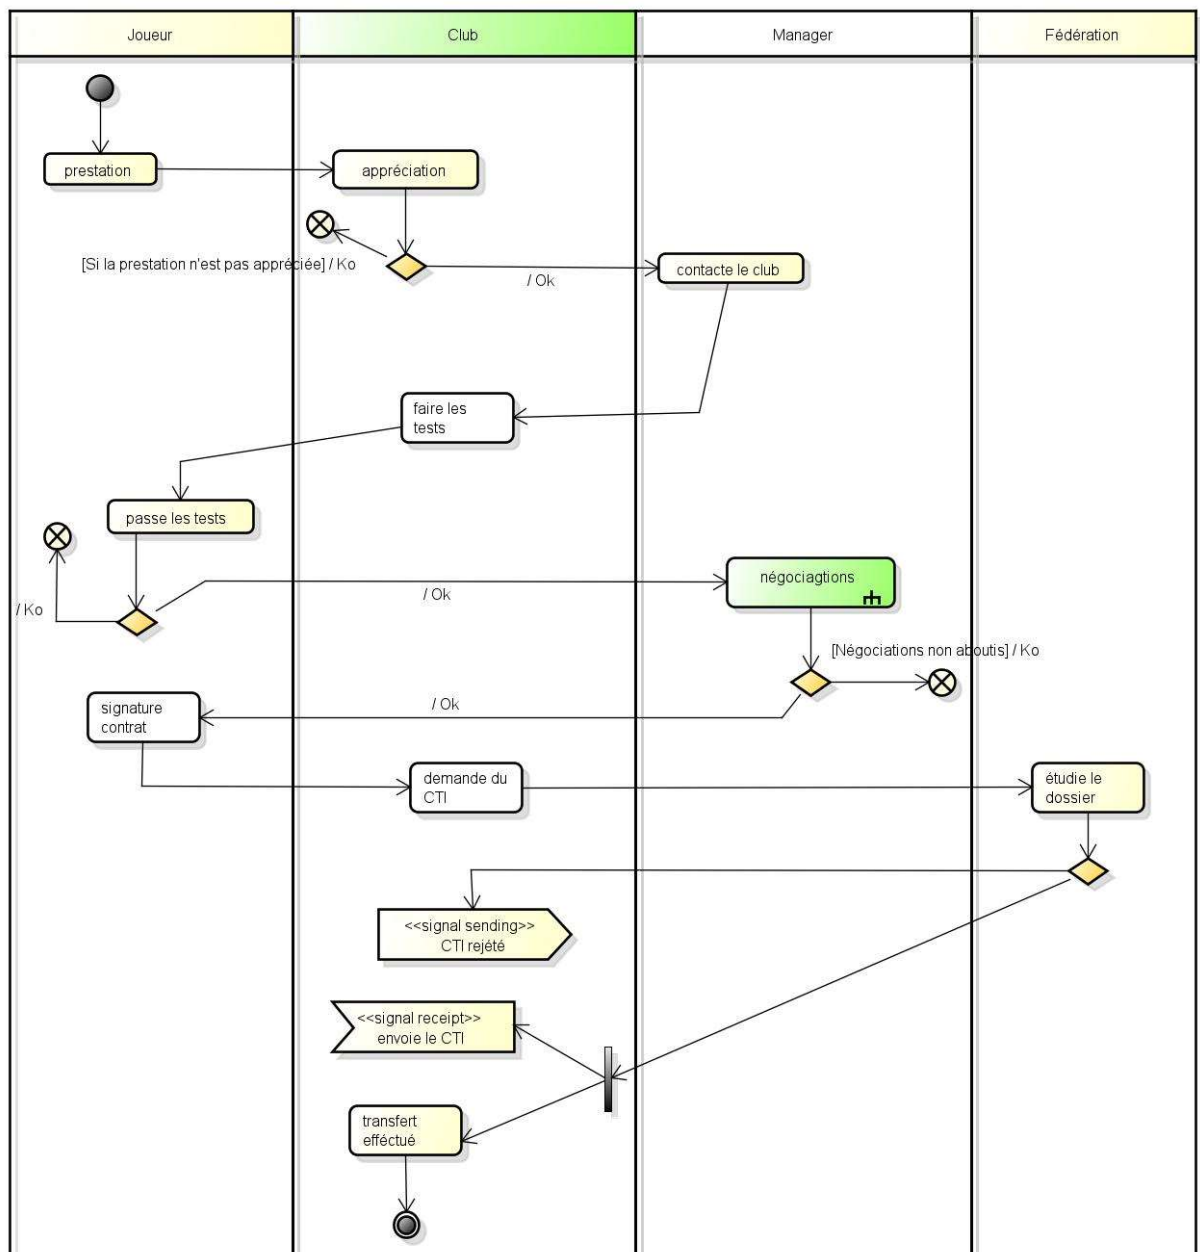 Joueur
Club
Manager
Fédération
prestation
appréciation
[Si la prestation n'est pas appréciée] / Ko
/ Ok
contacte le club
faire les
tests
passe les tests
/ Ko
/ Ok
négociagtions
[Négociations non aboutis] / Ko
signature
contrat
/ Ok
demande du
CTI
étudie le
dossier
<<signal sending>>
CTI rejété
<<signal receipt>>
envoie le CTI
transfert
efféctué